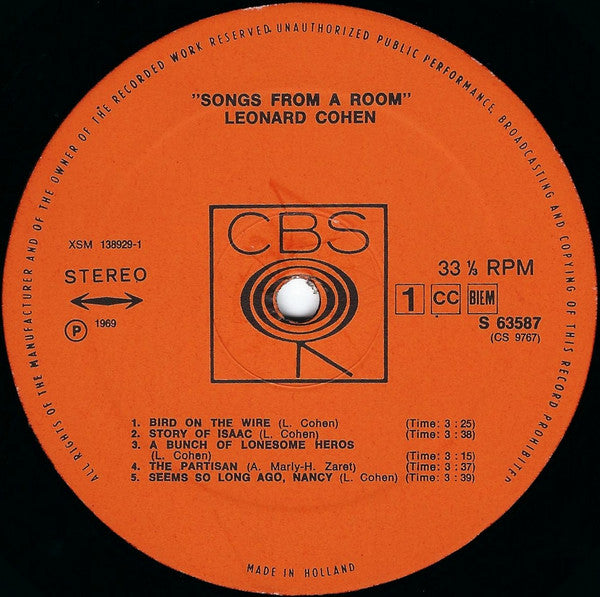 ALL RIGHTS OF THE MANUFACTURER AND OF THE OWNER OF THE RECORDED WORK RESERVED. UNAUTHORIZED PUBLIC PERFORMANCE, BROADCASTING AND COPYING OF THIS RECORD PROHIBITED
"SONGS FROM A ROOM"
LEONARD COHEN
CBS
XSM 138929-1
STEREO
33 ⅓ RPM
1 CC BIEM
Ⓟ 1969
S 63587
(CS 9767)
1. BIRD ON THE WIRE (L. Cohen) (Time: 3 : 25)
2. STORY OF ISAAC (L. Cohen) (Time: 3 : 38)
3. A BUNCH OF LONESOME HEROS
(L. Cohen) (Time: 3 : 15)
4. THE PARTISAN (A. Marly-H. Zaret) (Time: 3 : 37)
5. SEEMS SO LONG AGO, NANCY (L. Cohen) (Time: 3 : 39)
MADE IN HOLLAND